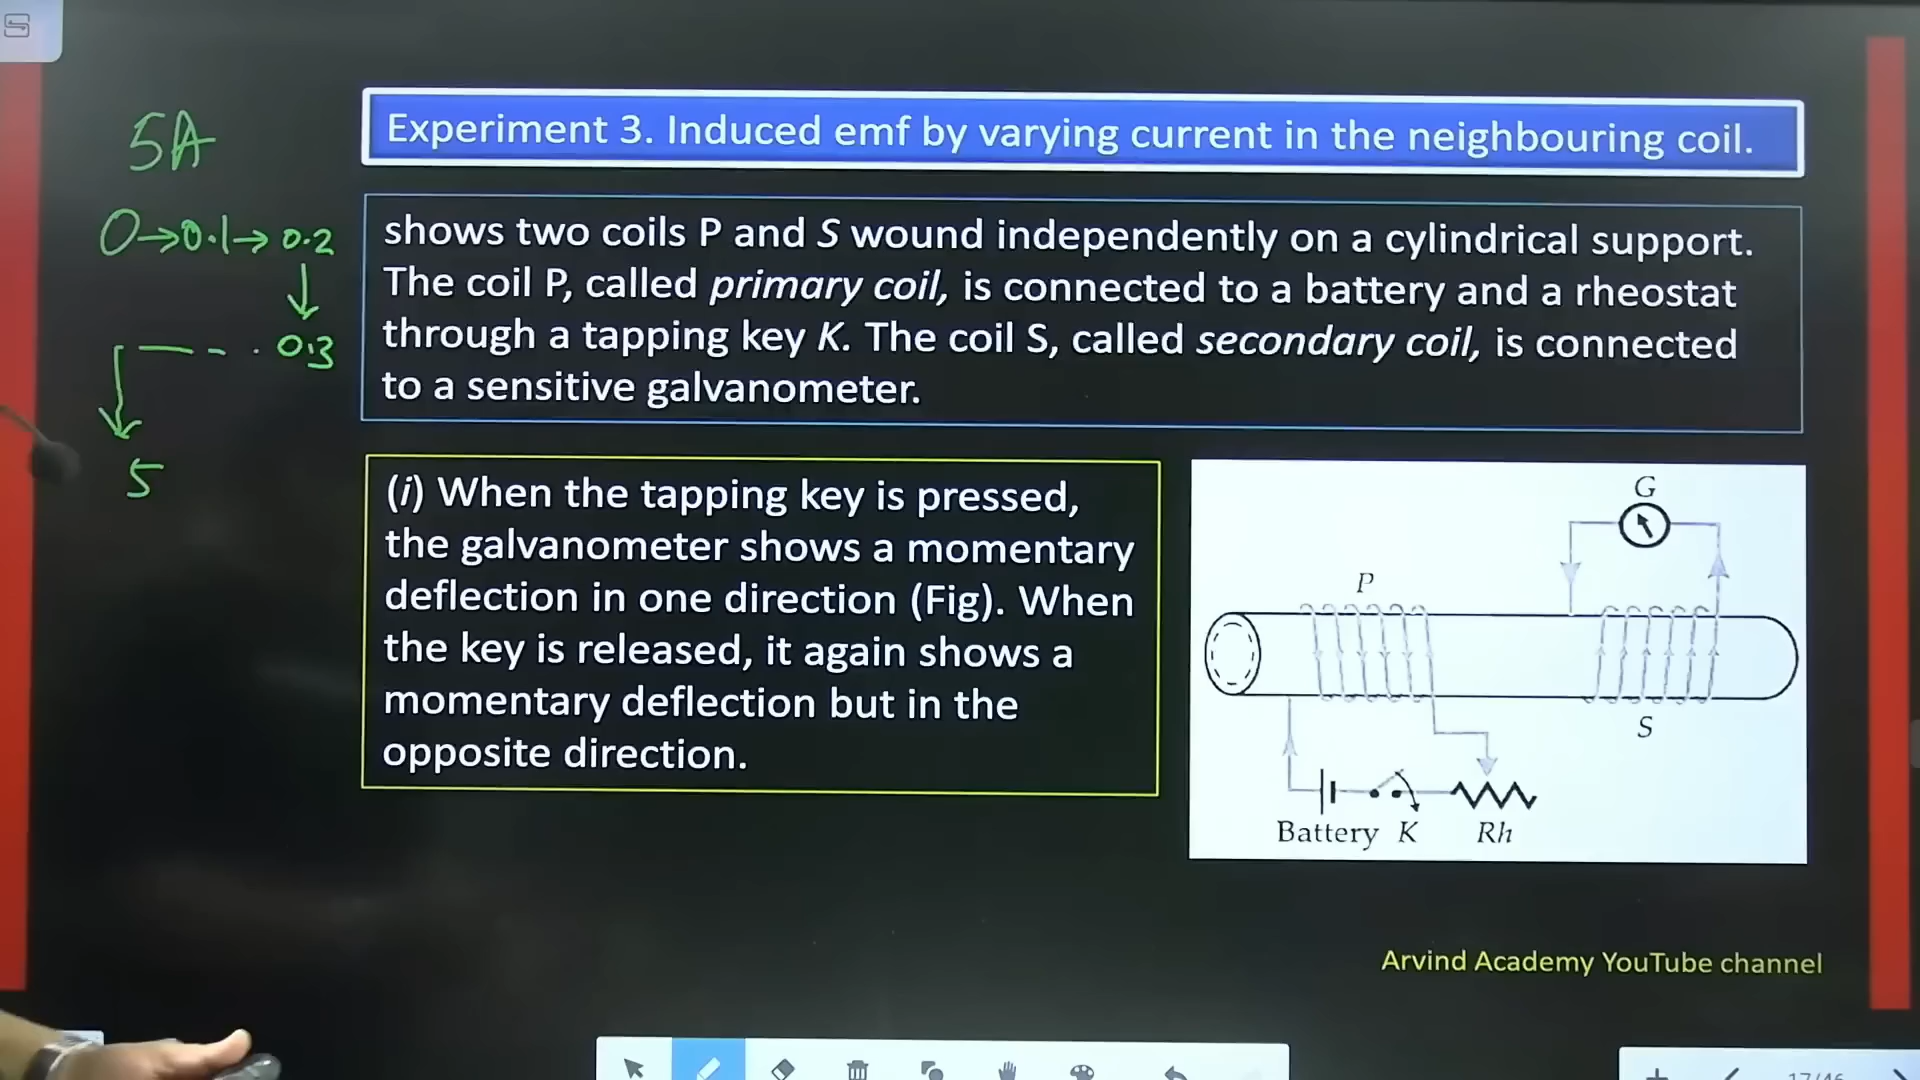 5A
0→0.1→0.2
↓
0.3
5
Experiment 3. Induced emf by varying current in the neighbouring coil.
shows two coils P and S wound independently on a cylindrical support.
The coil P, called primary coil, is connected to a battery and a rheostat
through a tapping key K. The coil S, called secondary coil, is connected
to a sensitive galvanometer.
(i) When the tapping key is pressed,
the galvanometer shows a momentary
deflection in one direction (Fig). When
the key is released, it again shows a
momentary deflection but in the
opposite direction.
G
P
S
Battery K Rh
Arvind Academy YouTube channel